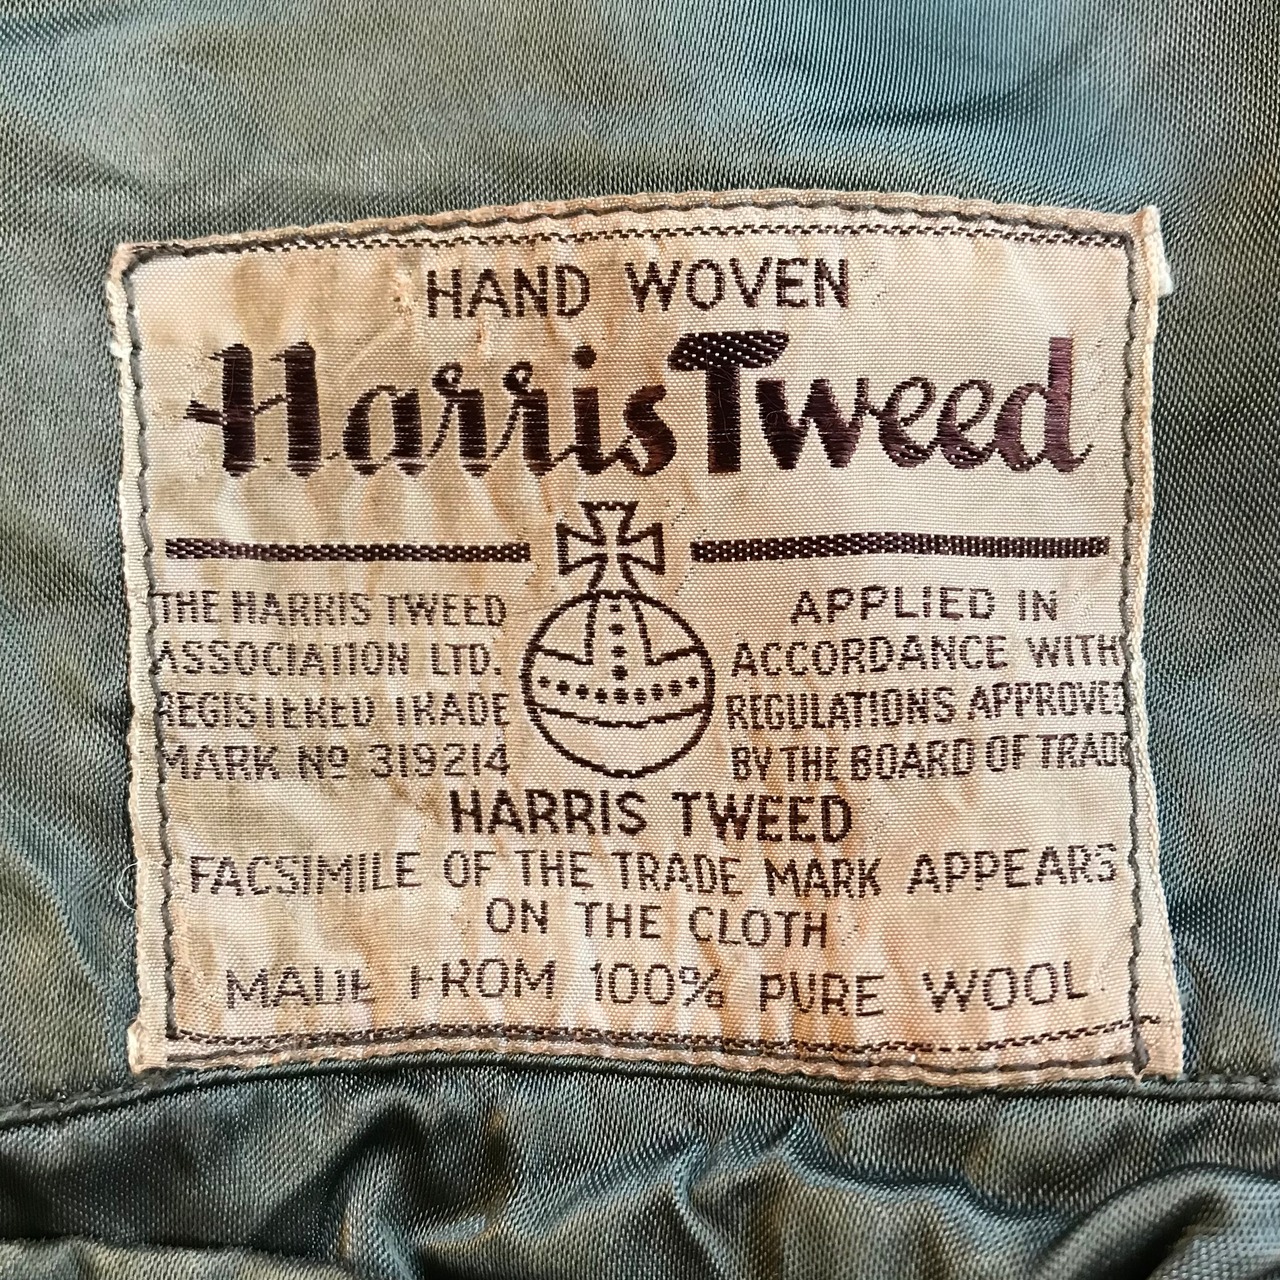 HAND WOVEN
Harris Tweed
THE HARRIS TWEED
ASSOCIATION LTD.
REGISTERED TRADE
MARK Nº 319214
APPLIED IN
ACCORDANCE WITH
REGULATIONS APPROVED
BY THE BOARD OF TRADE
HARRIS TWEED
FACSIMILE OF THE TRADE MARK APPEARS
ON THE CLOTH
MADE FROM 100% PURE WOOL.